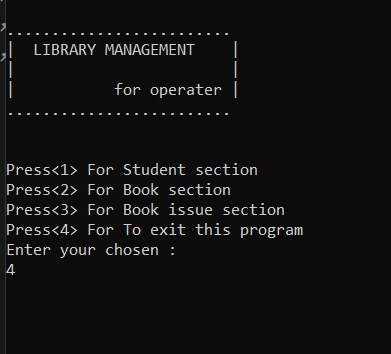 .........................
|  LIBRARY MANAGEMENT    |
|                        |
|           for operater |
.........................
Press<1> For Student section
Press<2> For Book section
Press<3> For Book issue section
Press<4> For To exit this program
Enter your chosen :
4